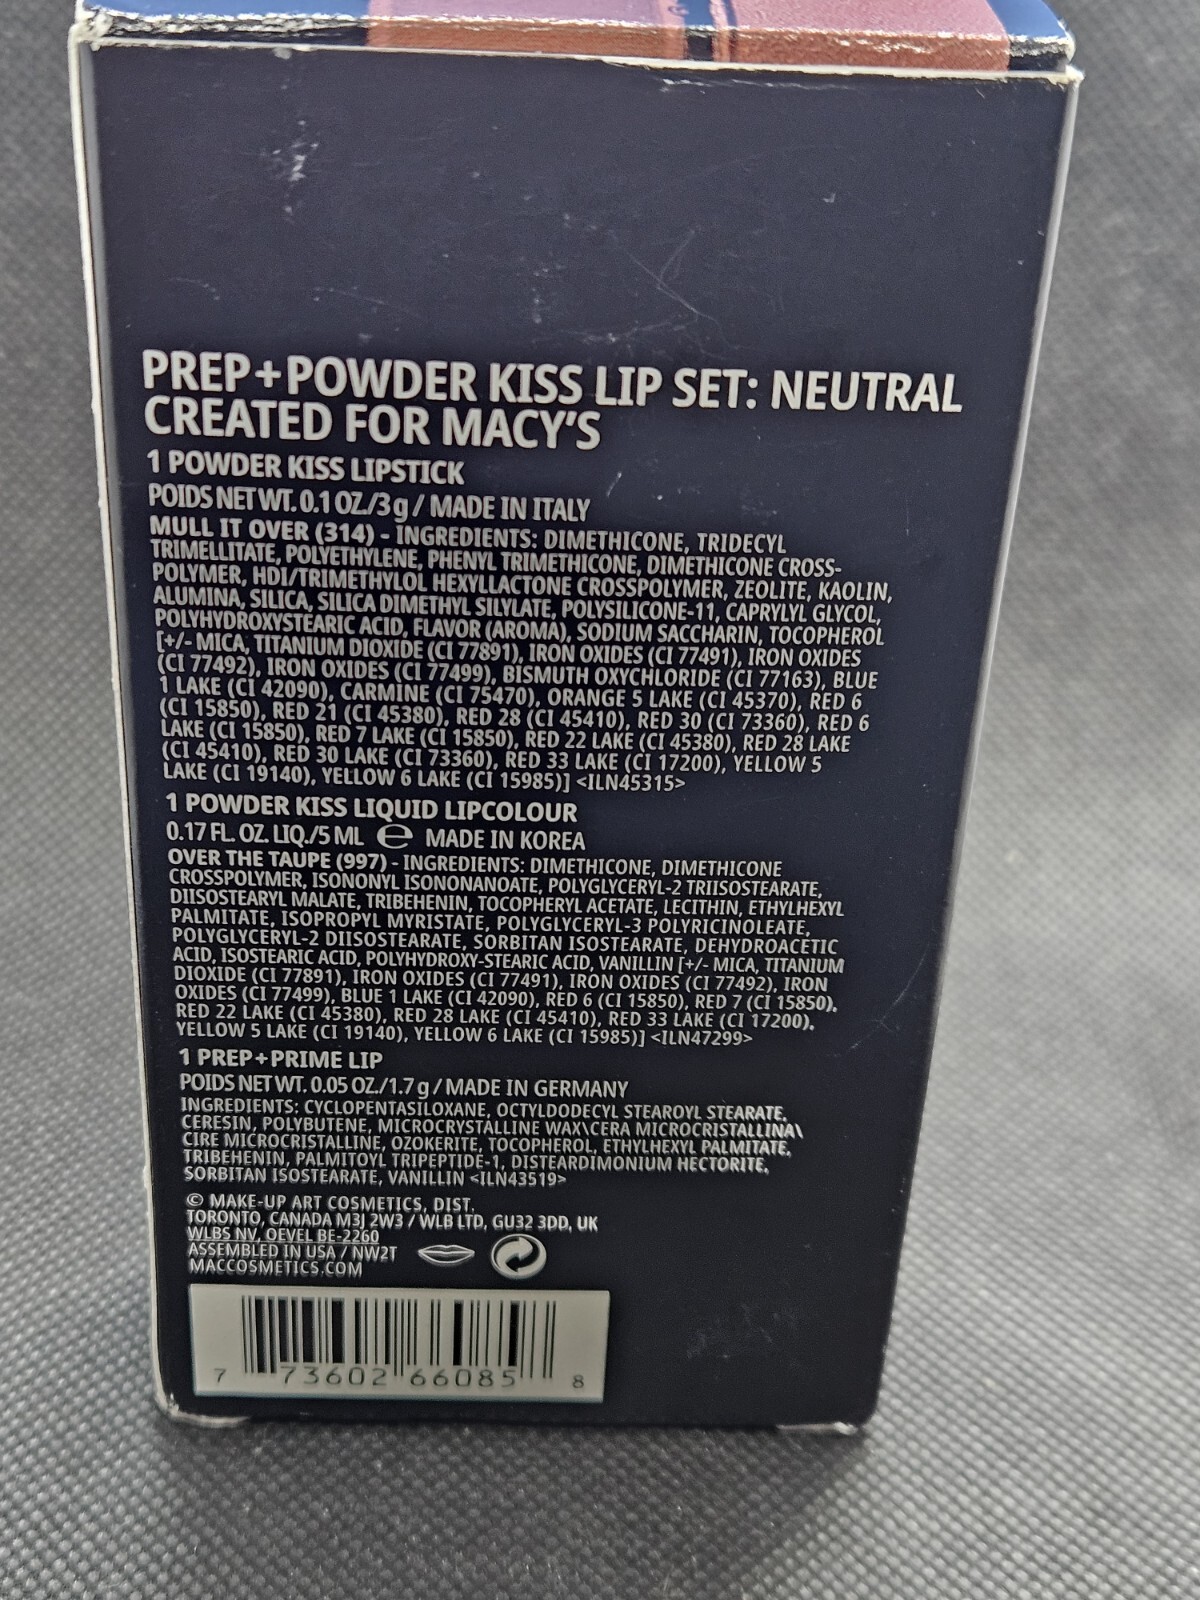 PREP+POWDER KISS LIP SET: NEUTRAL
CREATED FOR MACY'S
1 POWDER KISS LIPSTICK
POIDS NET WT. 0.1 OZ./3 g / MADE IN ITALY
MULL IT OVER (314) - INGREDIENTS: DIMETHICONE, TRIDECYL
TRIMELLITATE, POLYETHYLENE, PHENYL TRIMETHICONE, DIMETHICONE CROSS-
POLYMER, HDI/TRIMETHYLOL HEXYLLACTONE CROSSPOLYMER, ZEOLITE, KAOLIN,
ALUMINA, SILICA, SILICA DIMETHYL SILYLATE, POLYSILICONE-11, CAPRYLYL GLYCOL,
POLYHYDROXYSTEARIC ACID, FLAVOR (AROMA), SODIUM SACCHARIN, TOCOPHEROL
[+/- MICA, TITANIUM DIOXIDE (CI 77891), IRON OXIDES (CI 77491), IRON OXIDES
(CI 77492), IRON OXIDES (CI 77499), BISMUTH OXYCHLORIDE (CI 77163), BLUE
1 LAKE (CI 42090), CARMINE (CI 75470), ORANGE 5 LAKE (CI 45370), RED 6
(CI 15850), RED 21 (CI 45380), RED 28 (CI 45410), RED 30 (CI 73360), RED 6
LAKE (CI 15850), RED 7 LAKE (CI 15850), RED 22 LAKE (CI 45380), RED 28 LAKE
(CI 45410), RED 30 LAKE (CI 73360), RED 33 LAKE (CI 17200), YELLOW 5
LAKE (CI 19140), YELLOW 6 LAKE (CI 15985)] <ILN45315>
1 POWDER KISS LIQUID LIPCOLOUR
0.17 FL. OZ. LIQ./5 ML ℮ MADE IN KOREA
OVER THE TAUPE (997) - INGREDIENTS: DIMETHICONE, DIMETHICONE
CROSSPOLYMER, ISONONYL ISONONANOATE, POLYGLYCERYL-2 TRIISOSTEARATE,
DIISOSTEARYL MALATE, TRIBEHENIN, TOCOPHERYL ACETATE, LECITHIN, ETHYLHEXYL
PALMITATE, ISOPROPYL MYRISTATE, POLYGLYCERYL-3 POLYRICINOLEATE,
POLYGLYCERYL-2 DIISOSTEARATE, SORBITAN ISOSTEARATE, DEHYDROACETIC
ACID, ISOSTEARIC ACID, POLYHYDROXY-STEARIC ACID, VANILLIN [+/- MICA, TITANIUM
DIOXIDE (CI 77891), IRON OXIDES (CI 77491), IRON OXIDES (CI 77492), IRON
OXIDES (CI 77499), BLUE 1 LAKE (CI 42090), RED 6 (CI 15850), RED 7 (CI 15850),
RED 22 LAKE (CI 45380), RED 28 LAKE (CI 45410), RED 33 LAKE (CI 17200),
YELLOW 5 LAKE (CI 19140), YELLOW 6 LAKE (CI 15985)] <ILN47299>
1 PREP+PRIME LIP
POIDS NET WT. 0.05 OZ./1.7 g / MADE IN GERMANY
INGREDIENTS: CYCLOPENTASILOXANE, OCTYLDODECYL STEAROYL STEARATE,
CERESIN, POLYBUTENE, MICROCRYSTALLINE WAX\CERA MICROCRISTALLINA\
CIRE MICROCRISTALLINE, OZOKERITE, TOCOPHEROL, ETHYLHEXYL PALMITATE,
TRIBEHENIN, PALMITOYL TRIPEPTIDE-1, DISTEARDIMONIUM HECTORITE,
SORBITAN ISOSTEARATE, VANILLIN <ILN43519>
© MAKE-UP ART COSMETICS, DIST.
TORONTO, CANADA M3J 2W3 / WLB LTD, GU32 3DD, UK
WLBS NV, OEVEL BE-2260
ASSEMBLED IN USA / NW2T
MACCOSMETICS.COM
7 73602 66085 8